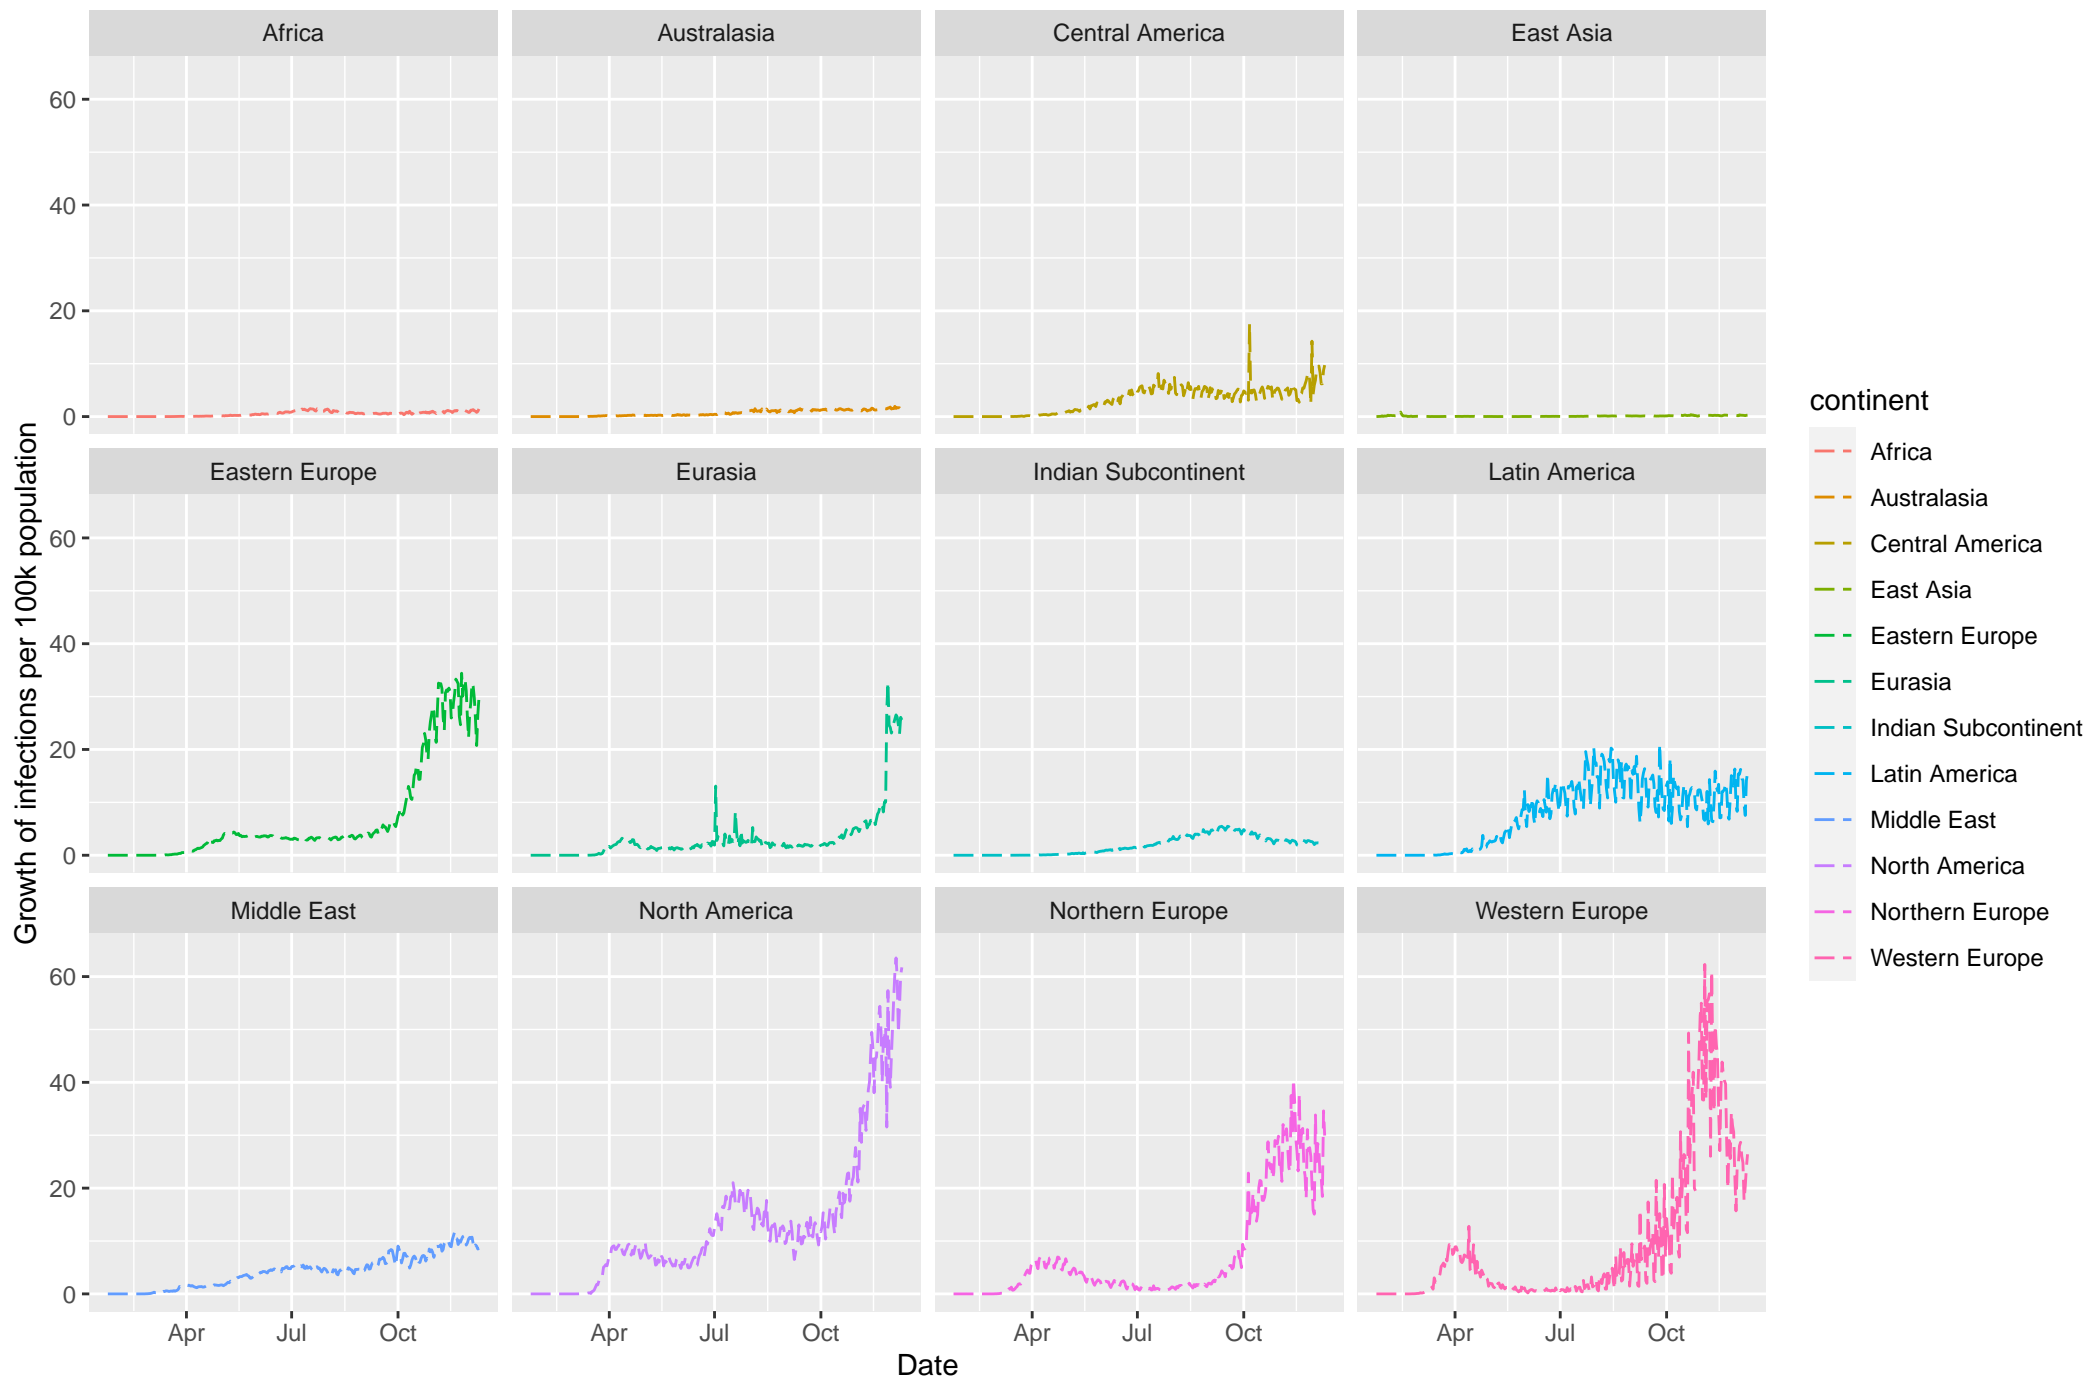 Africa
Australasia
Central America
East Asia
60
40
20
0
Eastern Europe
Eurasia
Indian Subcontinent
Latin America
60
40
20
0
Middle East
North America
Northern Europe
Western Europe
60
40
20
0
Apr
Jul
Oct
Apr
Jul
Oct
Apr
Jul
Oct
Apr
Jul
Oct
Date
Growth of infections per 100k population
continent
Africa
Australasia
Central America
East Asia
Eastern Europe
Eurasia
Indian Subcontinent
Latin America
Middle East
North America
Northern Europe
Western Europe